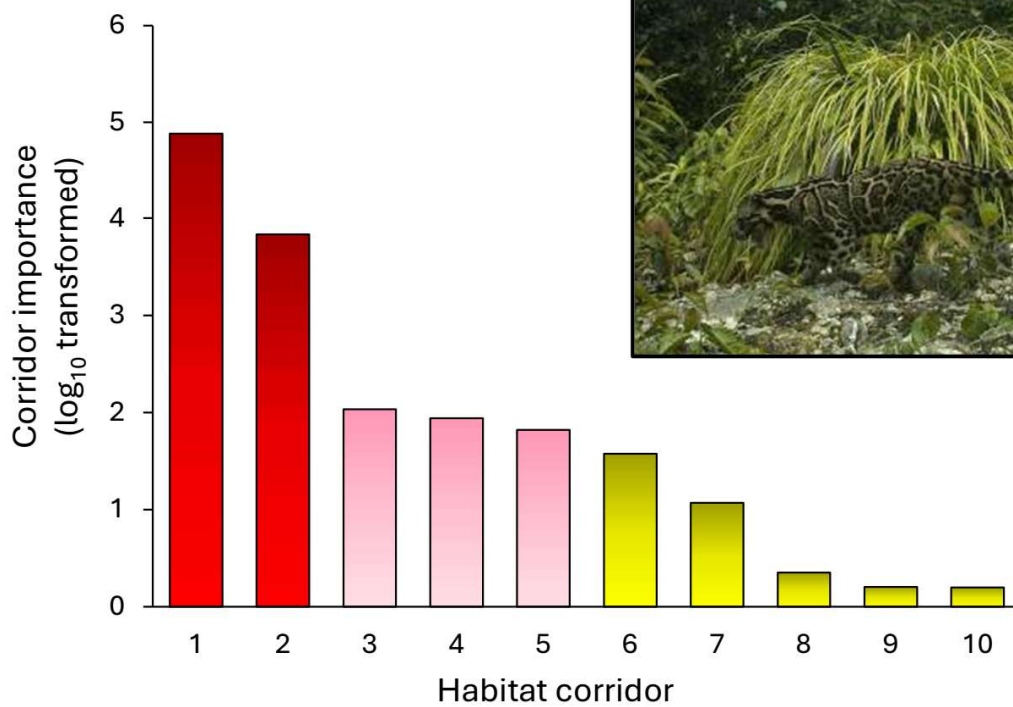 6
5
4
3
2
1
0
Corridor importance
(log₁₀ transformed)
1 2 3 4 5 6 7 8 9 10
Habitat corridor